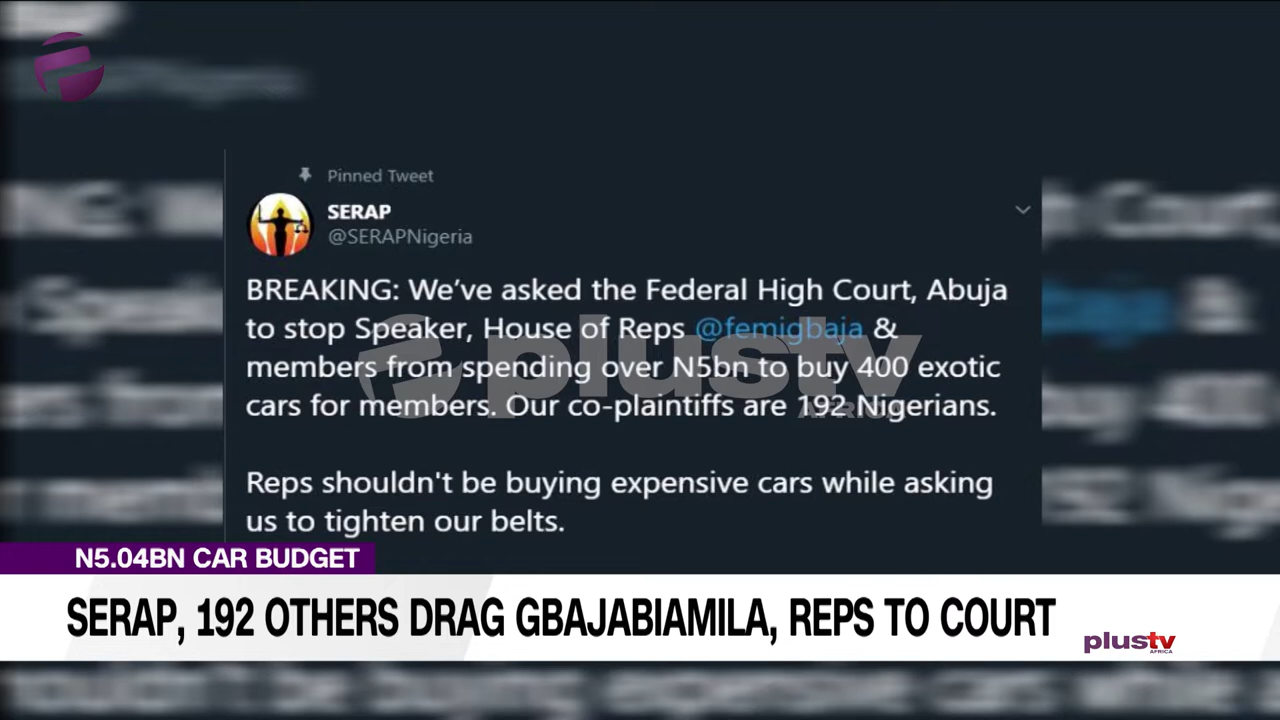 Pinned Tweet
SERAP
@SERAPNigeria
BREAKING: We've asked the Federal High Court, Abuja
to stop Speaker, House of Reps @femigbaja &
members from spending over N5bn to buy 400 exotic
cars for members. Our co-plaintiffs are 192 Nigerians.
Reps shouldn't be buying expensive cars while asking
us to tighten our belts.
plustv
AFRICA
N5.04BN CAR BUDGET
SERAP, 192 OTHERS DRAG GBAJABIAMILA, REPS TO COURT
plustv
AFRICA